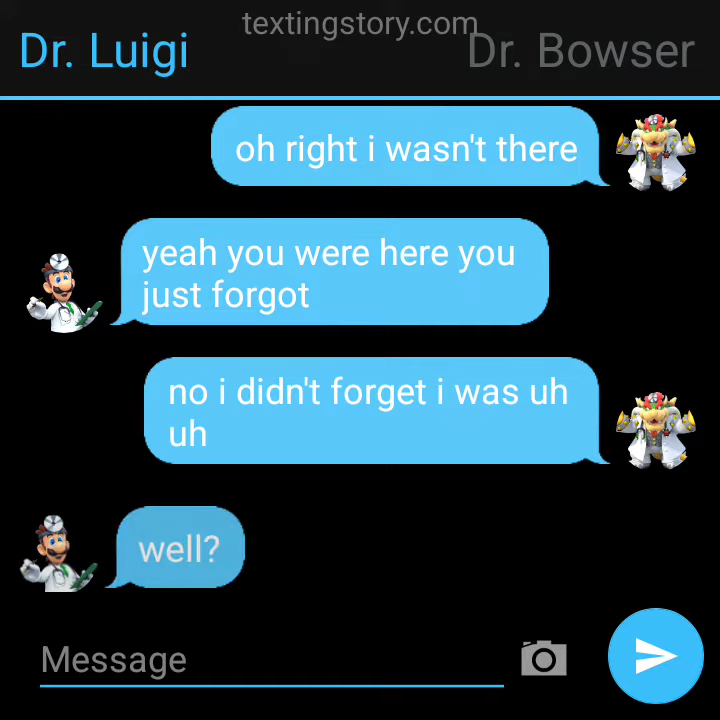 textingstory.com
Dr. Luigi
Dr. Bowser
oh right i wasn't there
yeah you were here you
just forgot
no i didn't forget i was uh
uh
well?
Message